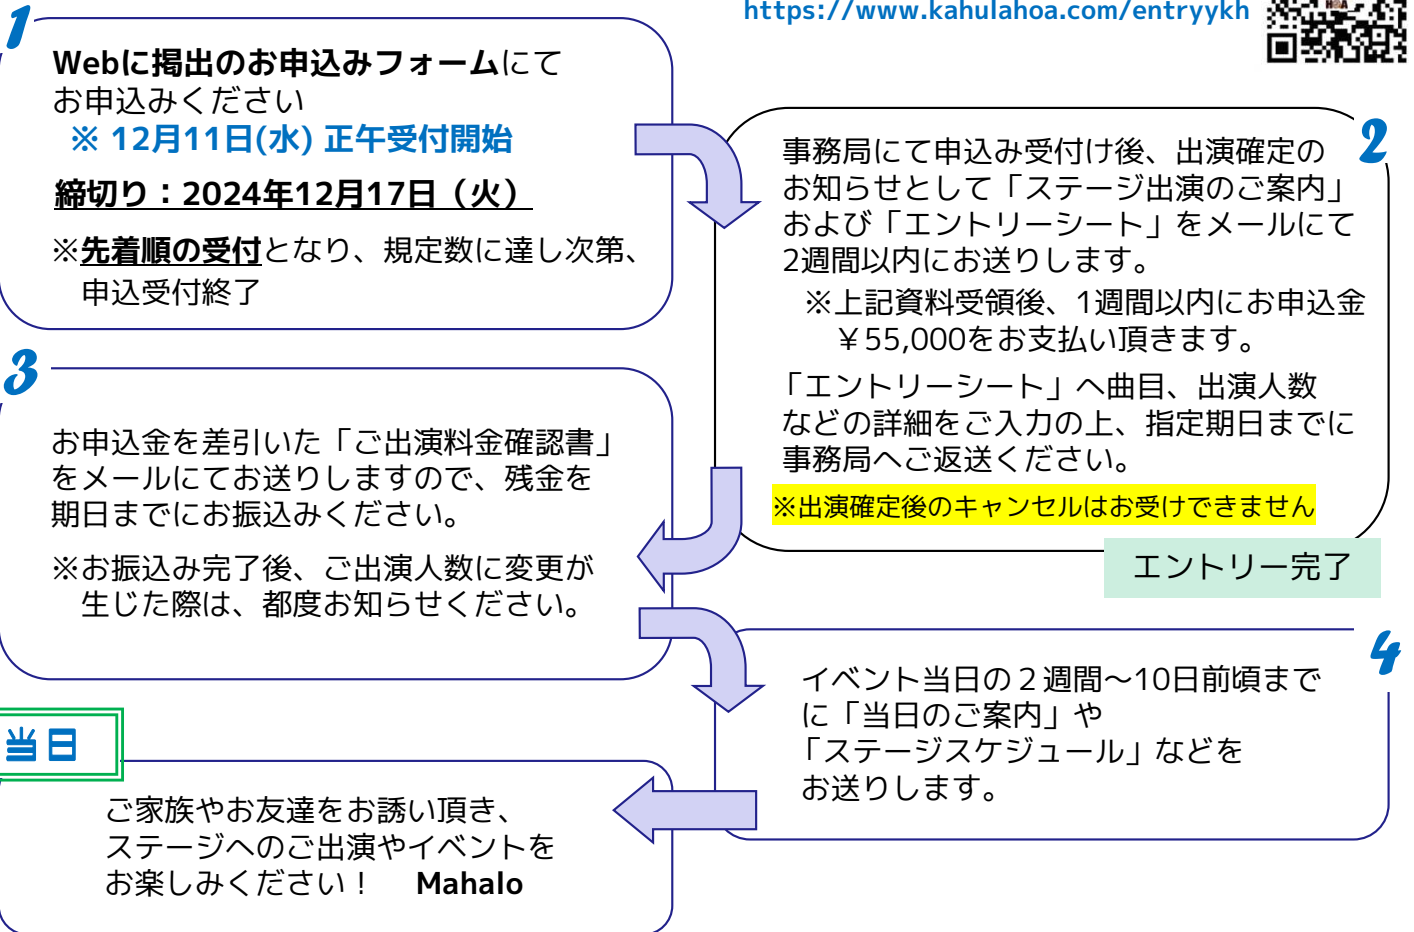 https://www.kahulahoa.com/entryykh
HOA
1
Webに掲出のお申込みフォームにて
お申込みください
※ 12月11日(水) 正午受付開始
締切り：2024年12月17日（火）
※先着順の受付となり、規定数に達し次第、
申込受付終了
2
事務局にて申込み受付け後、出演確定の
お知らせとして「ステージ出演のご案内」
および「エントリーシート」をメールにて
2週間以内にお送りします。
※上記資料受領後、1週間以内にお申込金
￥55,000をお支払い頂きます。
「エントリーシート」へ曲目、出演人数
などの詳細をご入力の上、指定期日までに
事務局へご返送ください。
※出演確定後のキャンセルはお受けできません
エントリー完了
3
お申込金を差引いた「ご出演料金確認書」
をメールにてお送りしますので、残金を
期日までにお振込みください。
※お振込み完了後、ご出演人数に変更が
生じた際は、都度お知らせください。
4
イベント当日の２週間～10日前頃まで
に「当日のご案内」や
「ステージスケジュール」などを
お送りします。
当日
ご家族やお友達をお誘い頂き、
ステージへのご出演やイベントを
お楽しみください！ Mahalo